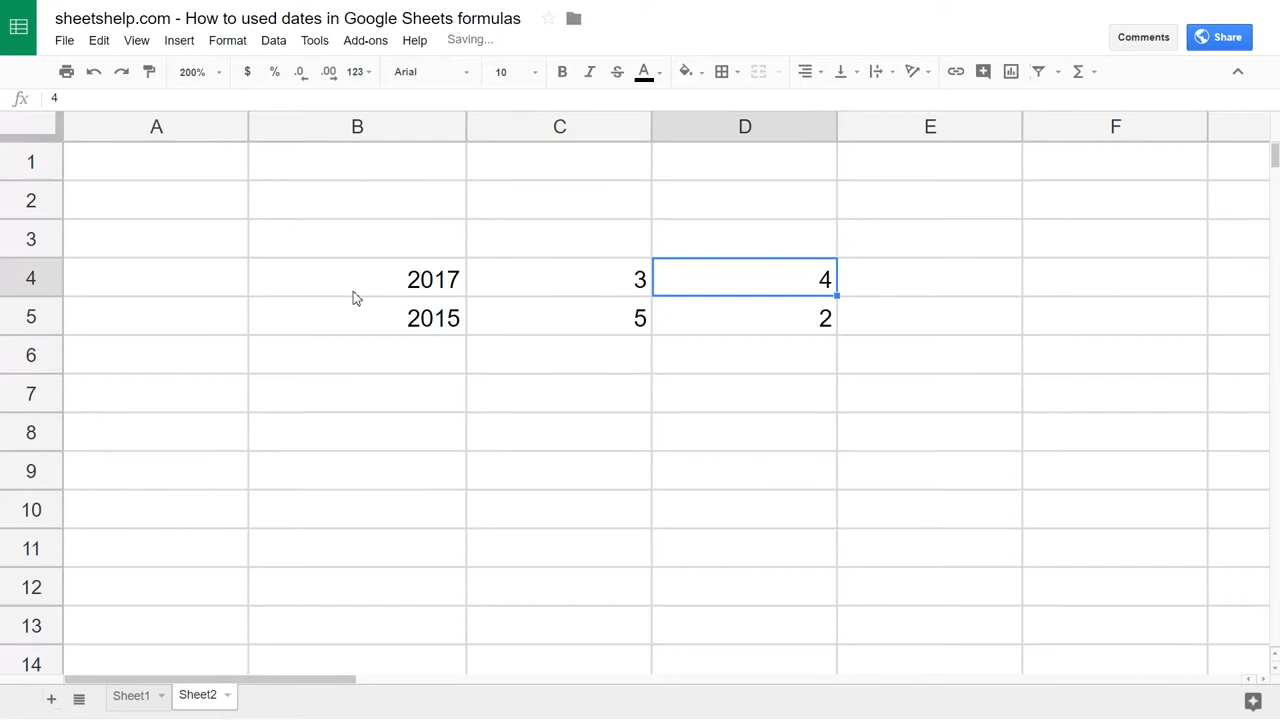 sheetshelp.com - How to used dates in Google Sheets formulas
File Edit View Insert Format Data Tools Add-ons Help Saving...
Comments Share
200% $ % .0 .00 123 Arial 10 B I S A Σ
fx 4
A B C D E F
1
2
3
4 2017 3 4
5 2015 5 2
6
7
8
9
10
11
12
13
14
+ Sheet1 Sheet2